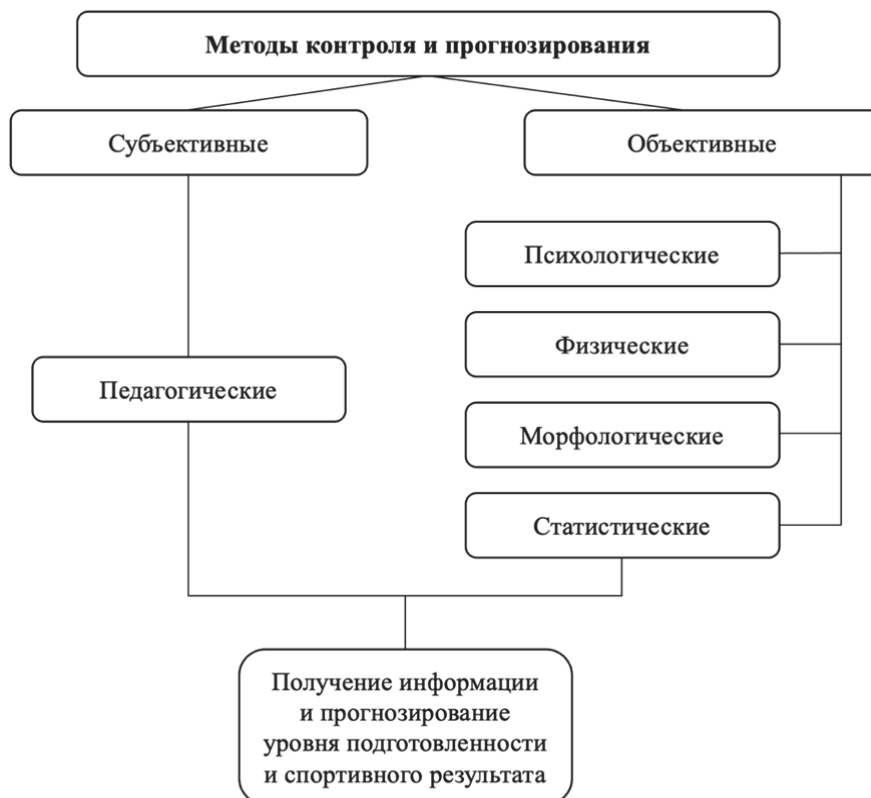 Методы контроля и прогнозирования
Субъективные
Объективные
Психологические
Физические
Педагогические
Морфологические
Статистические
Получение информации
и прогнозирование
уровня подготовленности
и спортивного результата